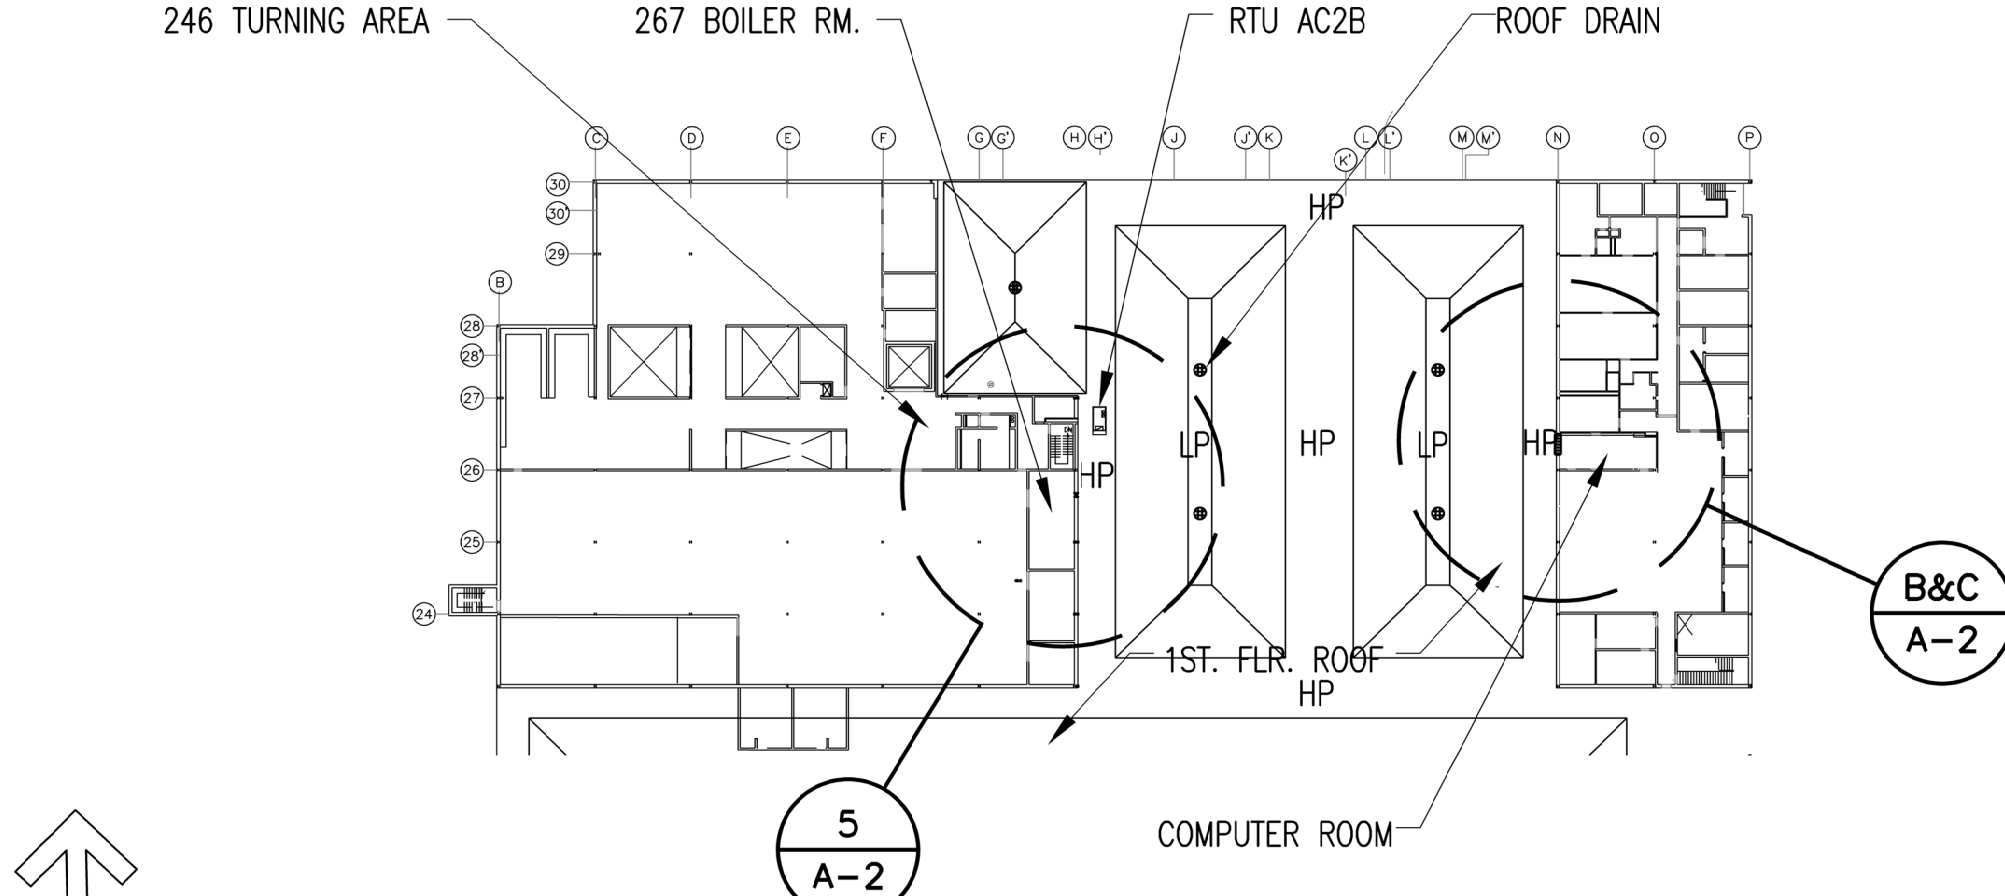 246 TURNING AREA
267 BOILER RM.
RTU AC2B
ROOF DRAIN
C
D
E
F
G
G'
H
H'
J
J'
K
K'
L
L'
M
M'
N
O
P
30
30'
HP
29
B
28
28'
27
26
DN
LP
HP
LP
HP
HP
25
24
B&C
A-2
1ST. FLR. ROOF
HP
5
A-2
COMPUTER ROOM